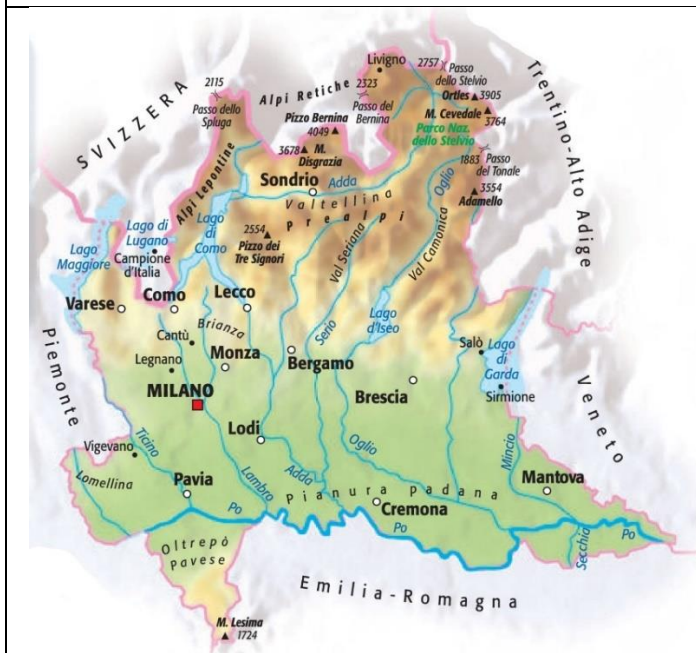 SVIZZERA
2115
Passo dello
Spluga
Alpi Retiche
Livigno
2323
Passo del
Bernina
2757
Passo
dello Stelvio
Ortles
3905
M. Cevedale
3764
Parco Naz.
dello Stelvio
Trentino-Alto Adige
Pizzo Bernina
4049
3678
M.
Disgrazia
1883
Passo
del Tonale
3554
Adamello
Alpi Lepontine
Sondrio
Adda
Valtellina
Prealpi
Oglio
Lago
Maggiore
Lago di
Lugano
Campione
d'Italia
Lago
di
Como
2554
Pizzo dei
Tre Signori
Val Seriana
Val Camonica
Varese
Como
Lecco
Lago
d'Iseo
Piemonte
Cantù
Brianza
Serio
Legnano
Monza
Bergamo
Salò
Lago
di
Garda
MILANO
Brescia
Sirmione
Veneto
Lodi
Vigevano
Ticino
Oglio
Mincio
Lomellina
Pavia
Lambro
Adda
Pianura padana
Mantova
Po
Cremona
Po
Secchia
Po
Oltrepò
Pavese
Emilia-Romagna
M. Lesima
1724